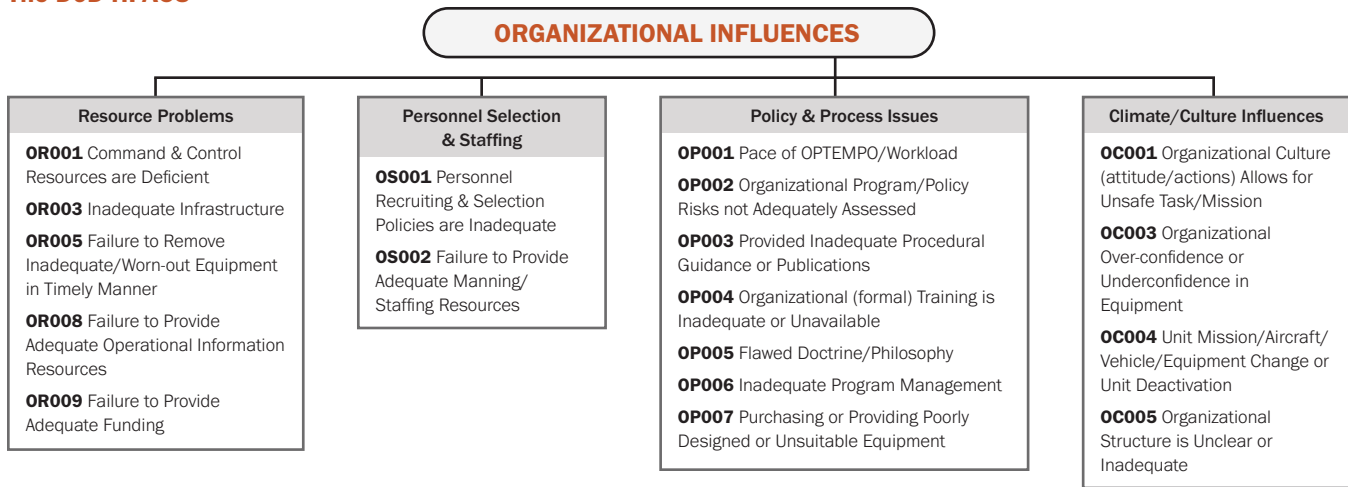 ORGANIZATIONAL INFLUENCES
Resource Problems
OR001 Command & Control
Resources are Deficient
OR003 Inadequate Infrastructure
OR005 Failure to Remove
Inadequate/Worn-out Equipment
in Timely Manner
OR008 Failure to Provide
Adequate Operational Information
Resources
OR009 Failure to Provide
Adequate Funding
Personnel Selection
& Staffing
OS001 Personnel
Recruiting & Selection
Policies are Inadequate
OS002 Failure to Provide
Adequate Manning/
Staffing Resources
Policy & Process Issues
OP001 Pace of OPTEMPO/Workload
OP002 Organizational Program/Policy
Risks not Adequately Assessed
OP003 Provided Inadequate Procedural
Guidance or Publications
OP004 Organizational (formal) Training is
Inadequate or Unavailable
OP005 Flawed Doctrine/Philosophy
OP006 Inadequate Program Management
OP007 Purchasing or Providing Poorly
Designed or Unsuitable Equipment
Climate/Culture Influences
OC001 Organizational Culture
(attitude/actions) Allows for
Unsafe Task/Mission
OC003 Organizational
Over-confidence or
Underconfidence in
Equipment
OC004 Unit Mission/Aircraft/
Vehicle/Equipment Change or
Unit Deactivation
OC005 Organizational
Structure is Unclear or
Inadequate